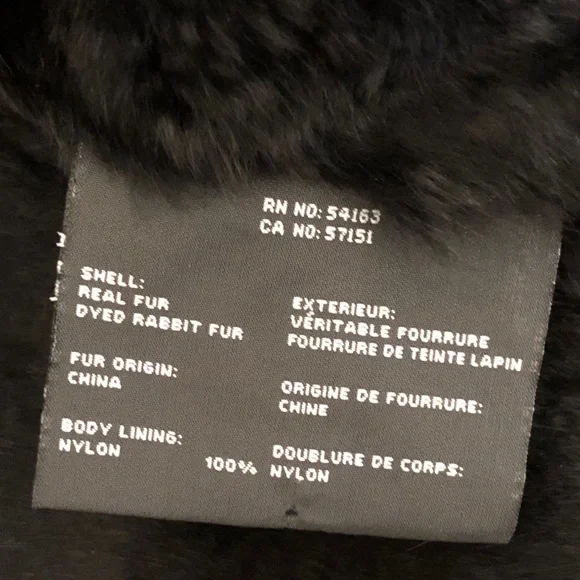 RN NO: 54163
CA NO: 57151
SHELL:
REAL FUR
DYED RABBIT FUR
EXTERIEUR:
VÉRITABLE FOURRURE
FOURRURE DE TEINTE LAPIN
FUR ORIGIN:
CHINA
ORIGINE DE FOURRURE:
CHINE
BODY LINING:
NYLON
100%
DOUBLURE DE CORPS:
NYLON